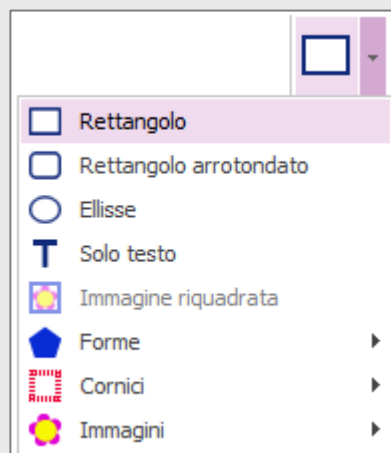 Rettangolo
Rettangolo arrotondato
Ellisse
T Solo testo
Immagine riquadrata
Forme
Cornici
Immagini